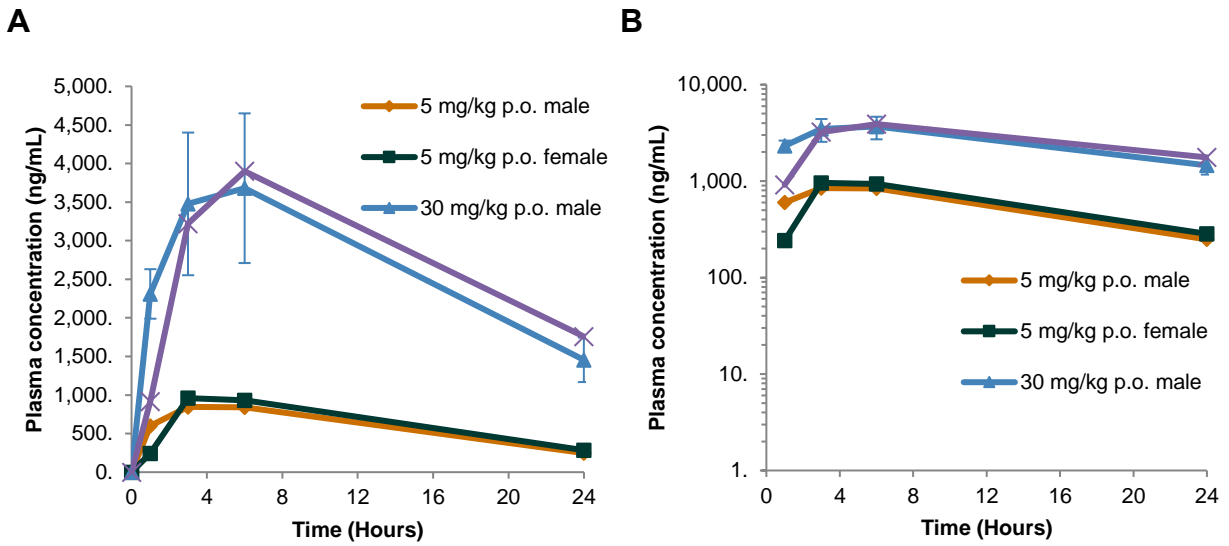 A
Plasma concentration (ng/mL)
5,000.
4,500.
4,000.
3,500.
3,000.
2,500.
2,000.
1,500.
1,000.
500.
0.
0 4 8 12 16 20 24
Time (Hours)
5 mg/kg p.o. male
5 mg/kg p.o. female
30 mg/kg p.o. male
B
Plasma concentration (ng/mL)
10,000.
1,000.
100.
10.
1.
0 4 8 12 16 20 24
Time (Hours)
5 mg/kg p.o. male
5 mg/kg p.o. female
30 mg/kg p.o. male